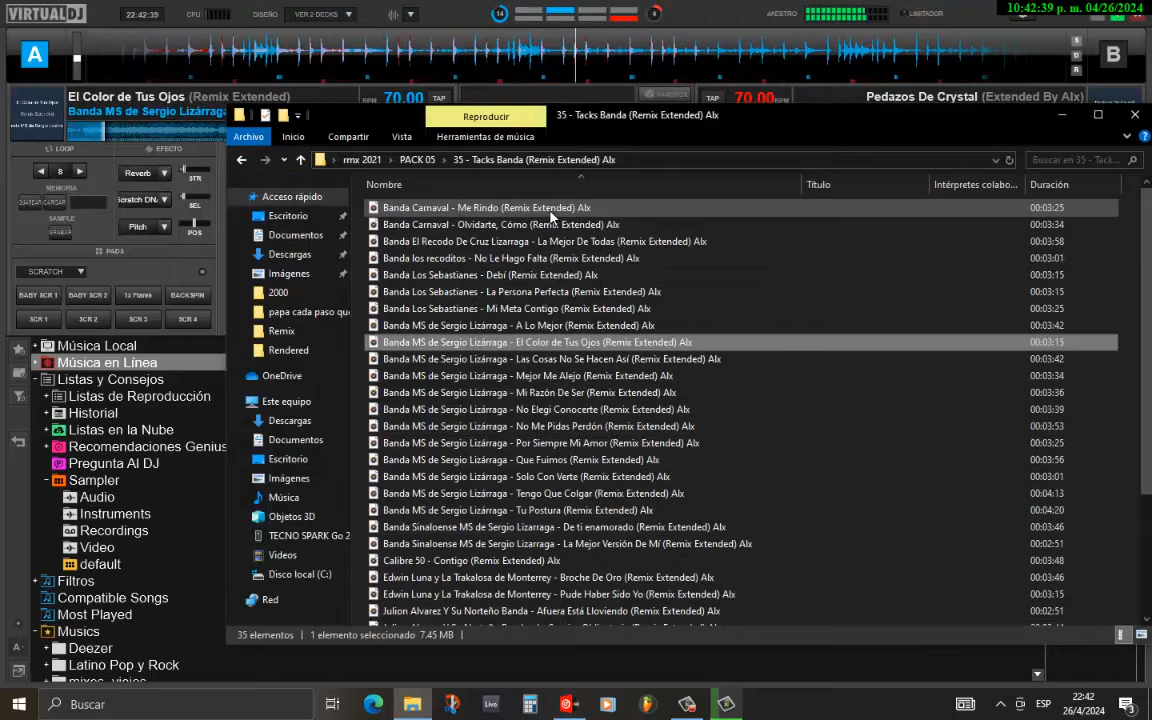 VIRTUALDJ
22:42:39
CPU
DISEÑO
VER 2 DECKS
14
4
MAESTRO
LIMITADOR
10:42:39 p. m. 04/26/2024
A
B
El Color de Tus Ojos (Remix Extended)
Banda MS de Sergio Lizárraga
BPM 70.00 TAP
TAP 70.00 BPM
Pedazos De Crystal (Extended By Alx)
LOOP
EFECTO
8
Reverb
STR
MEMORIA
GUARDAR
CARGAR
Scratch DNA
SEL
SAMPLE
GRABAR
Pitch
POS
PADS
SCRATCH
BABY SCR 1
BABY SCR 2
1x Flares
BACKSPIN
SCR 1
SCR 2
SCR 3
SCR 4
Música Local
Música en Línea
Listas y Consejos
Listas de Reproducción
Historial
Listas en la Nube
Recomendaciones Genius
Pregunta AI DJ
Sampler
Audio
Instruments
Recordings
Video
default
Filtros
Compatible Songs
Most Played
Musics
Deezer
Latino Pop y Rock
mixes_viejos
Reproducir
35 - Tacks Banda (Remix Extended) Alx
Archivo
Inicio
Compartir
Vista
Herramientas de música
rmx 2021 › PACK 05 › 35 - Tacks Banda (Remix Extended) Alx
Buscar en 35 - Tack...
Nombre
Título
Intérpretes colabo...
Duración
Acceso rápido
Escritorio
Documentos
Descargas
Imágenes
2000
papa cada paso que
Remix
Rendered
OneDrive
Este equipo
Descargas
Documentos
Escritorio
Imágenes
Música
Objetos 3D
TECNO SPARK Go 2
Videos
Disco local (C:)
Red
Banda Carnaval - Me Rindo (Remix Extended) Alx 00:03:25
Banda Carnaval - Olvidarte, Cómo (Remix Extended) Alx 00:03:34
Banda El Recodo De Cruz Lizarraga - La Mejor De Todas (Remix Extended) Alx 00:03:58
Banda los recoditos - No Le Hago Falta (Remix Extended) Alx 00:03:01
Banda Los Sebastianes - Debí (Remix Extended) Alx 00:03:15
Banda Los Sebastianes - La Persona Perfecta (Remix Extended) Alx 00:03:15
Banda Los Sebastianes - Mi Meta Contigo (Remix Extended) Alx 00:03:15
Banda MS de Sergio Lizárraga - A Lo Mejor (Remix Extended) Alx 00:03:42
Banda MS de Sergio Lizárraga - El Color de Tus Ojos (Remix Extended) Alx 00:03:15
Banda MS de Sergio Lizárraga - Las Cosas No Se Hacen Así (Remix Extended) Alx 00:03:42
Banda MS de Sergio Lizárraga - Mejor Me Alejo (Remix Extended) Alx 00:03:34
Banda MS de Sergio Lizárraga - Mi Razón De Ser (Remix Extended) Alx 00:03:36
Banda MS de Sergio Lizárraga - No Elegi Conocerte (Remix Extended) Alx 00:03:39
Banda MS de Sergio Lizárraga - No Me Pidas Perdón (Remix Extended) Alx 00:03:53
Banda MS de Sergio Lizárraga - Por Siempre Mi Amor (Remix Extended) Alx 00:03:25
Banda MS de Sergio Lizárraga - Que Fuimos (Remix Extended) Alx 00:03:56
Banda MS de Sergio Lizárraga - Solo Con Verte (Remix Extended) Alx 00:03:01
Banda MS de Sergio Lizárraga - Tengo Que Colgar (Remix Extended) Alx 00:04:13
Banda MS de Sergio Lizárraga - Tu Postura (Remix Extended) Alx 00:04:20
Banda Sinaloense MS de Sergio Lizarraga - De ti enamorado (Remix Extended) Alx 00:03:46
Banda Sinaloense MS de Sergio Lizarraga - La Mejor Versión De Mí (Remix Extended) Alx 00:02:51
Calibre 50 - Contigo (Remix Extended) Alx 00:03:48
Edwin Luna y La Trakalosa de Monterrey - Broche De Oro (Remix Extended) Alx 00:03:46
Edwin Luna y La Trakalosa de Monterrey - Pude Haber Sido Yo (Remix Extended) Alx 00:03:15
Julion Alvarez Y Su Norteño Banda - Afuera Está Lloviendo (Remix Extended) Alx 00:02:51
35 elementos
1 elemento seleccionado 7.45 MB
Buscar
Live
ESP
22:42
26/4/2024
3